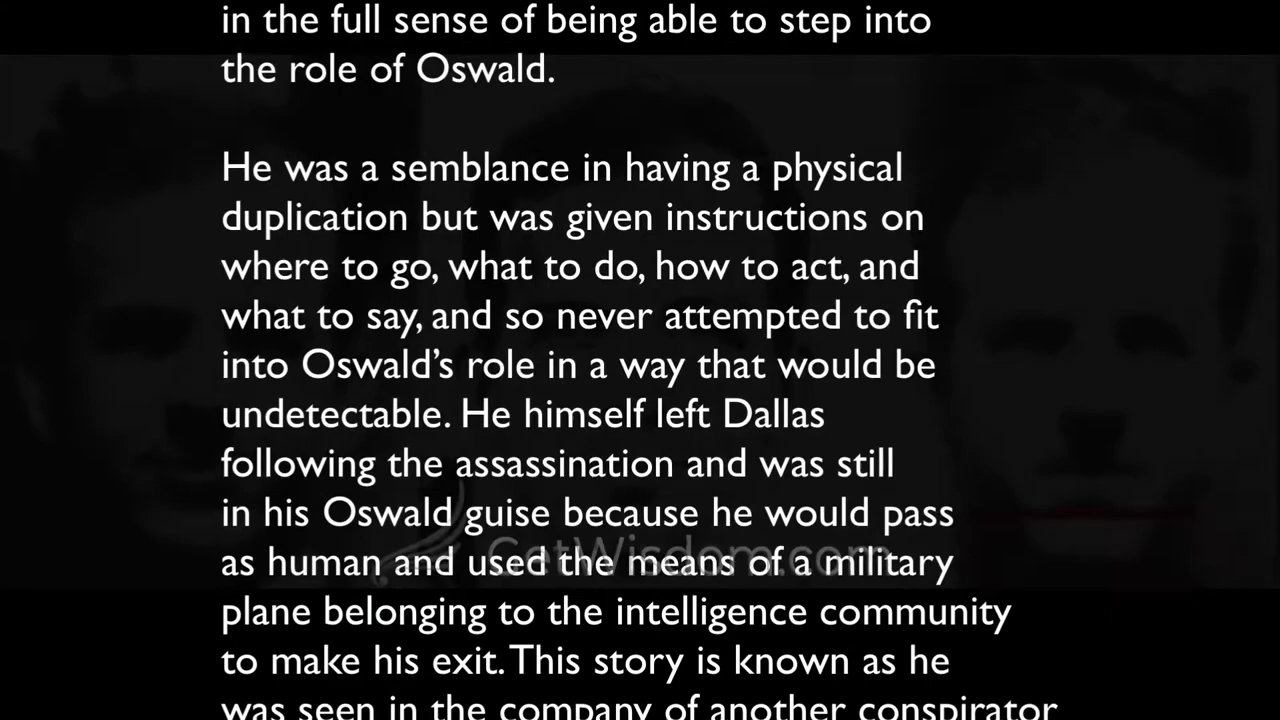 in the full sense of being able to step into
the role of Oswald.
He was a semblance in having a physical
duplication but was given instructions on
where to go, what to do, how to act, and
what to say, and so never attempted to fit
into Oswald’s role in a way that would be
undetectable. He himself left Dallas
following the assassination and was still
in his Oswald guise because he would pass
GetWisdom.com
as human and used the means of a military
plane belonging to the intelligence community
to make his exit. This story is known as he
was seen in the company of another conspirator